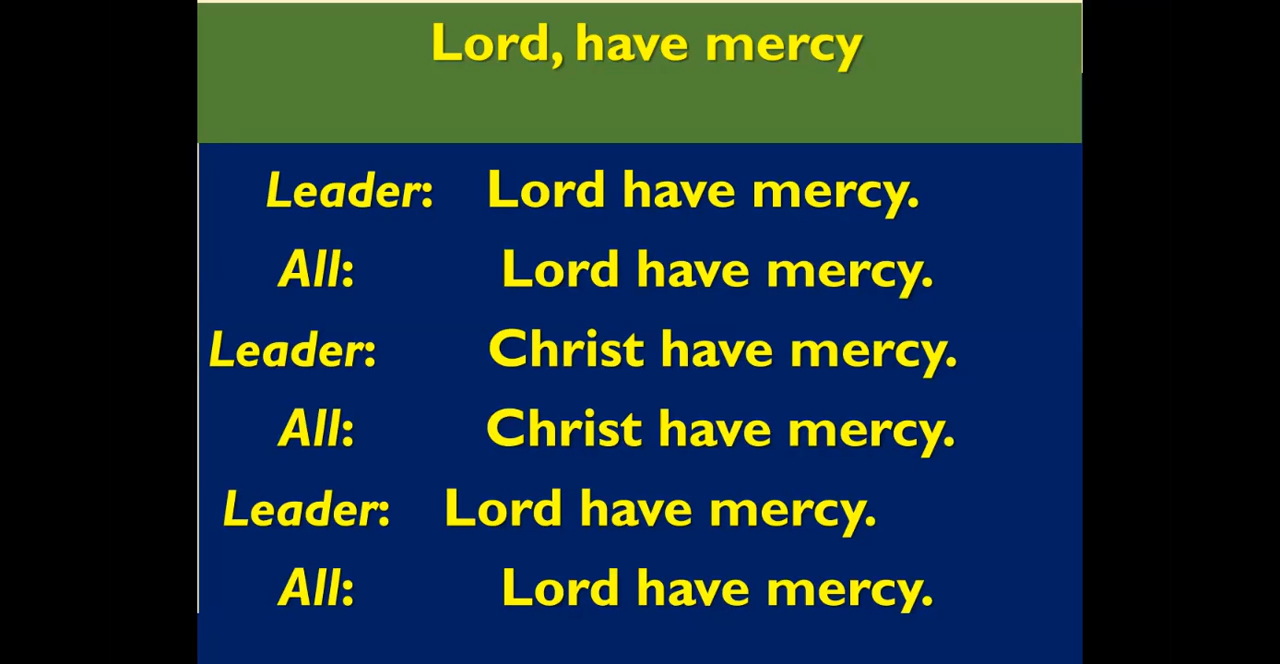 Lord, have mercy
Leader: Lord have mercy.
All: Lord have mercy.
Leader: Christ have mercy.
All: Christ have mercy.
Leader: Lord have mercy.
All: Lord have mercy.